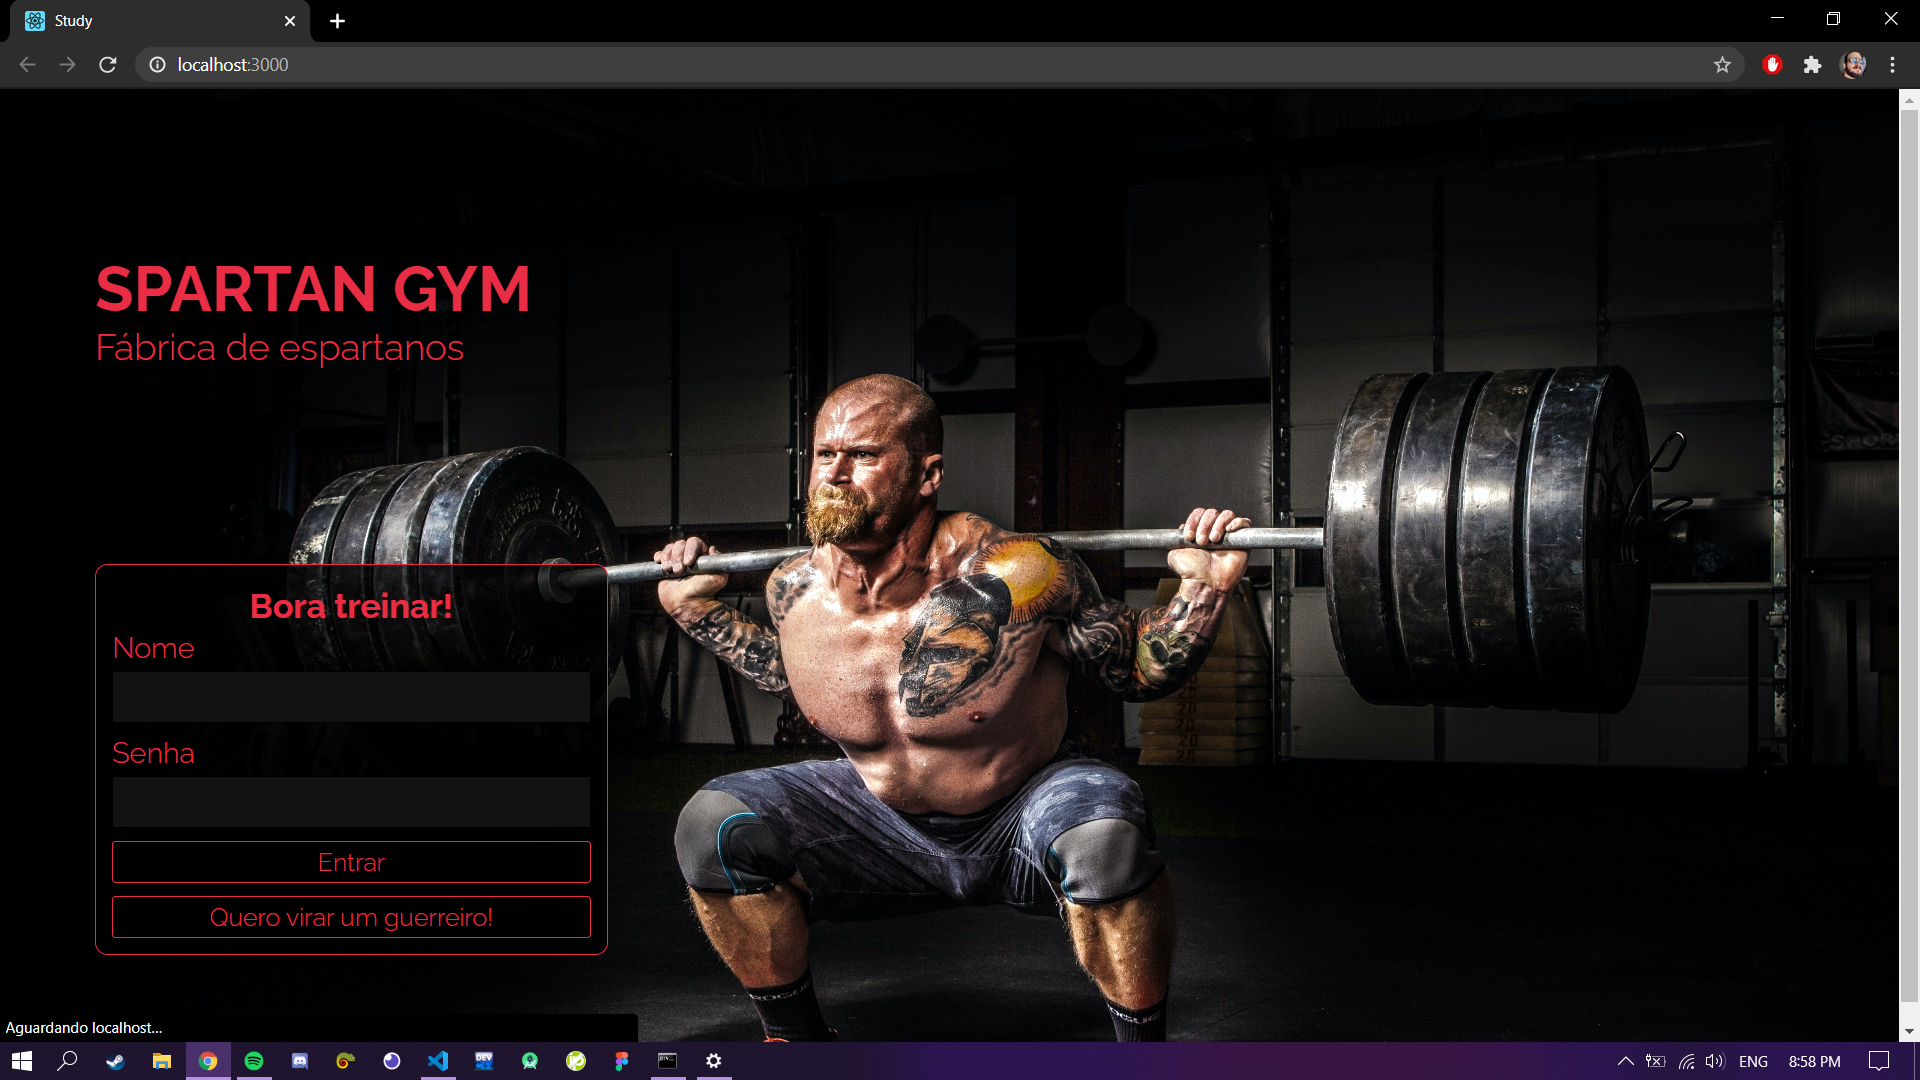 Study
localhost:3000
SPARTAN GYM
Fábrica de espartanos
Bora treinar!
Nome
Senha
Entrar
Quero virar um guerreiro!
Aguardando localhost...
ENG
8:58 PM